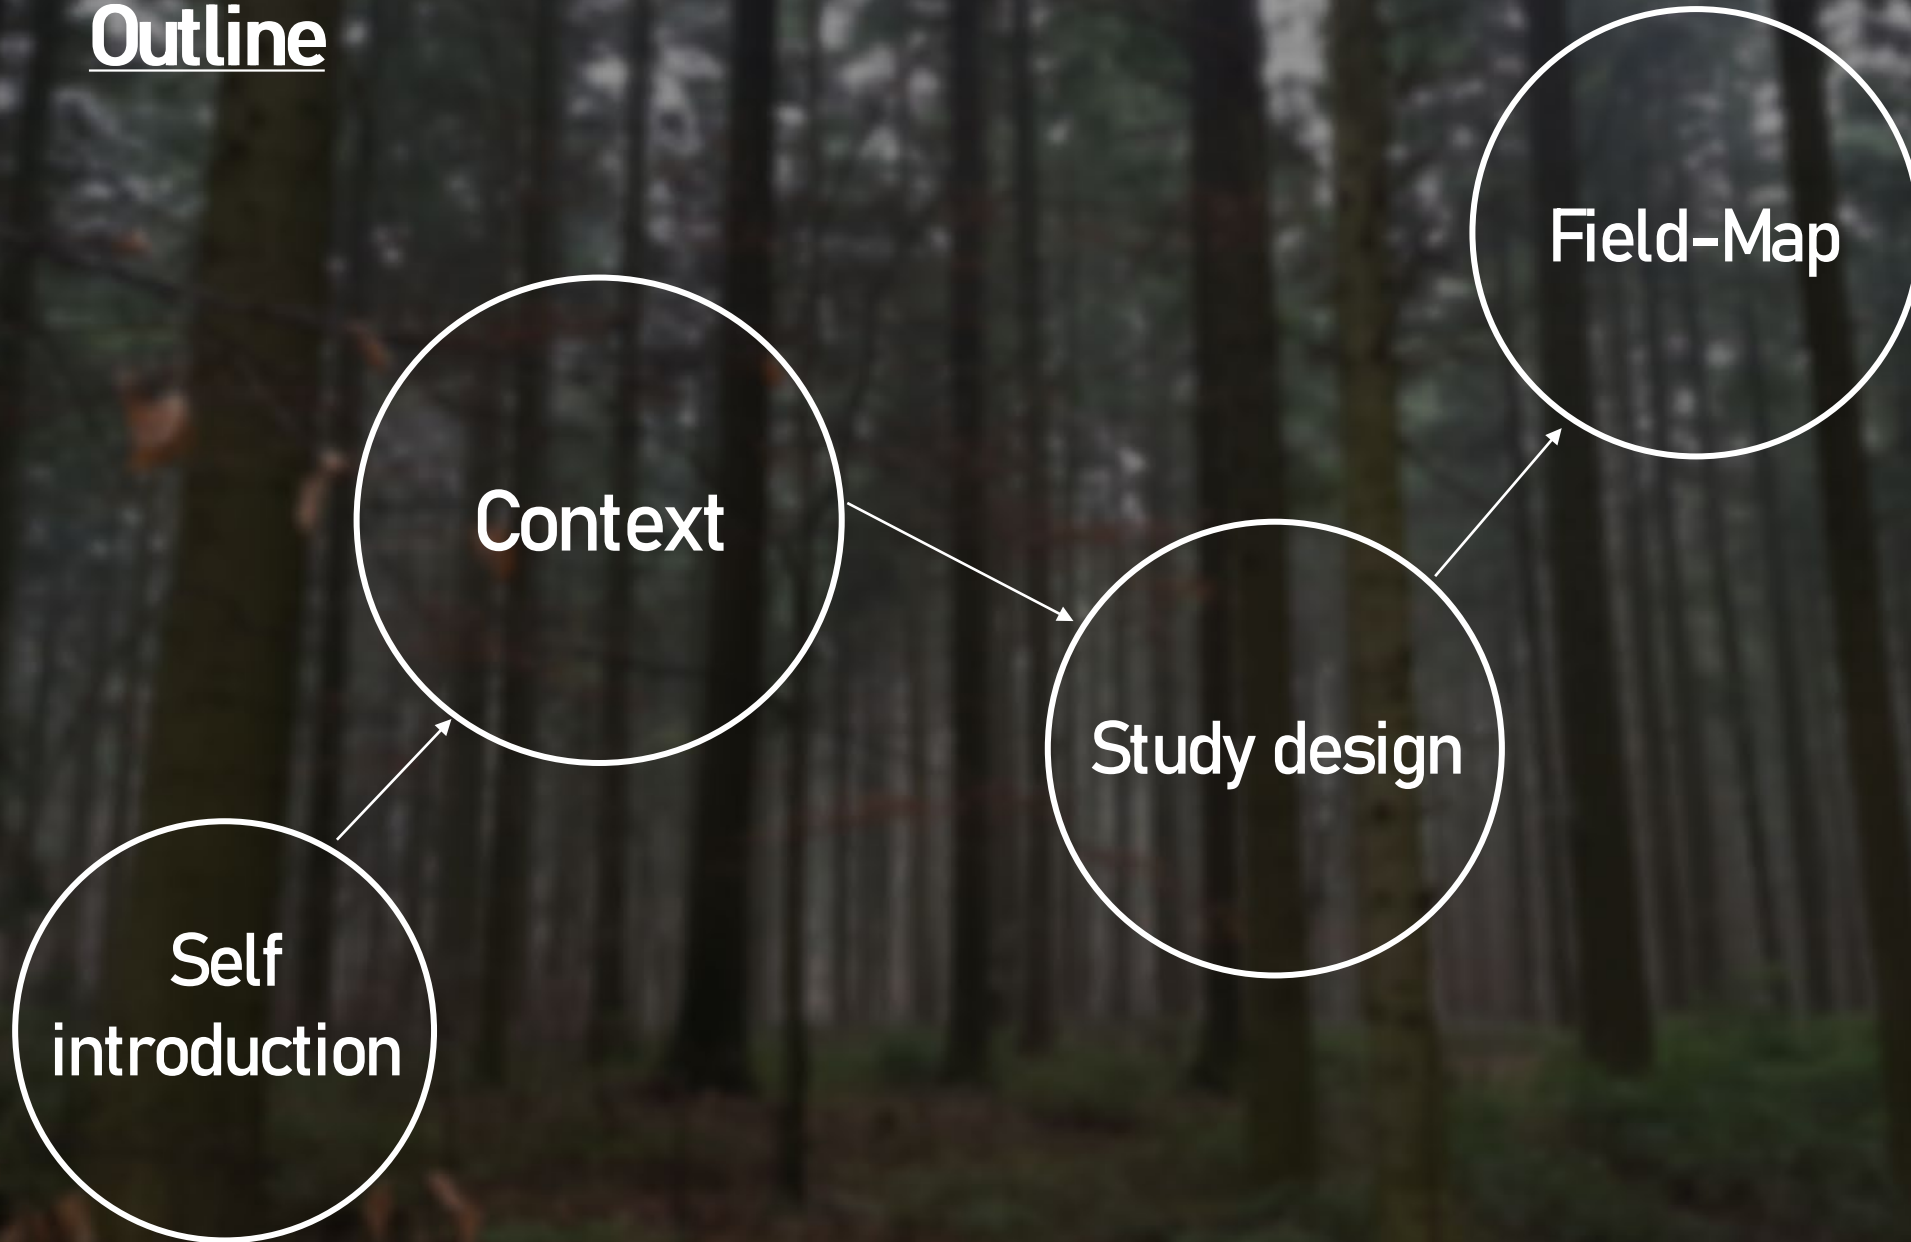 Outline
Self
introduction
Context
Study design
Field-Map